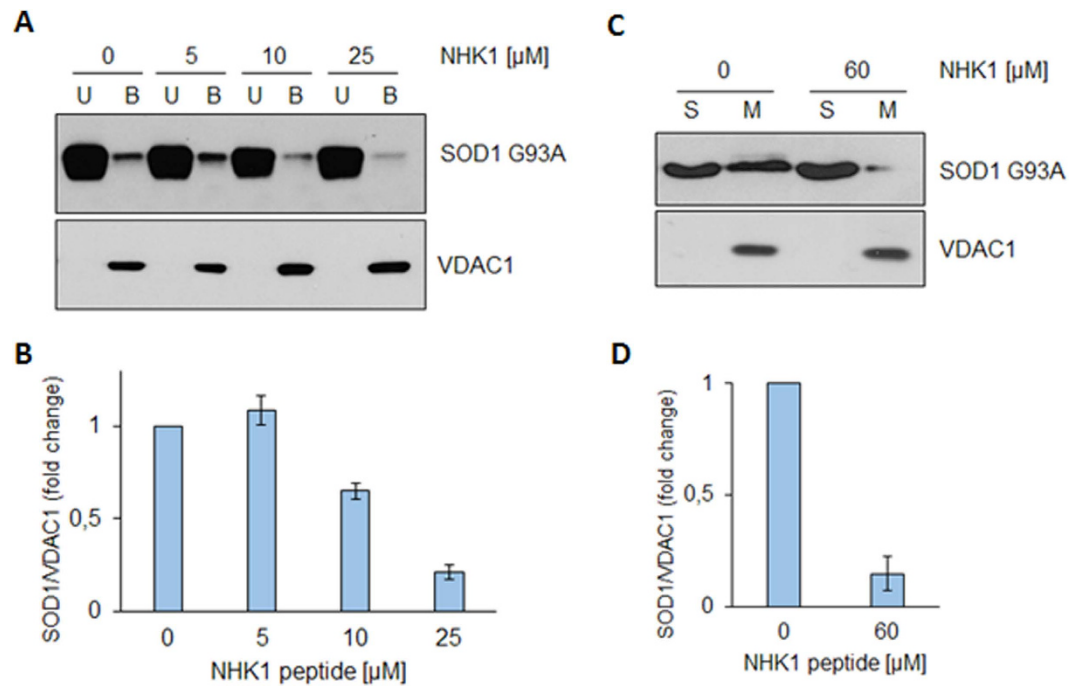 A
0 5 10 25 NHK1 [µM]
U B U B U B U B
SOD1 G93A
VDAC1
B
SOD1/VDAC1 (fold change)
1
0,5
0
0 5 10 25
NHK1 peptide [µM]
C
0 60 NHK1 [µM]
S M S M
SOD1 G93A
VDAC1
D
SOD1/VDAC1 (fold change)
1
0,5
0
0 60
NHK1 peptide [µM]